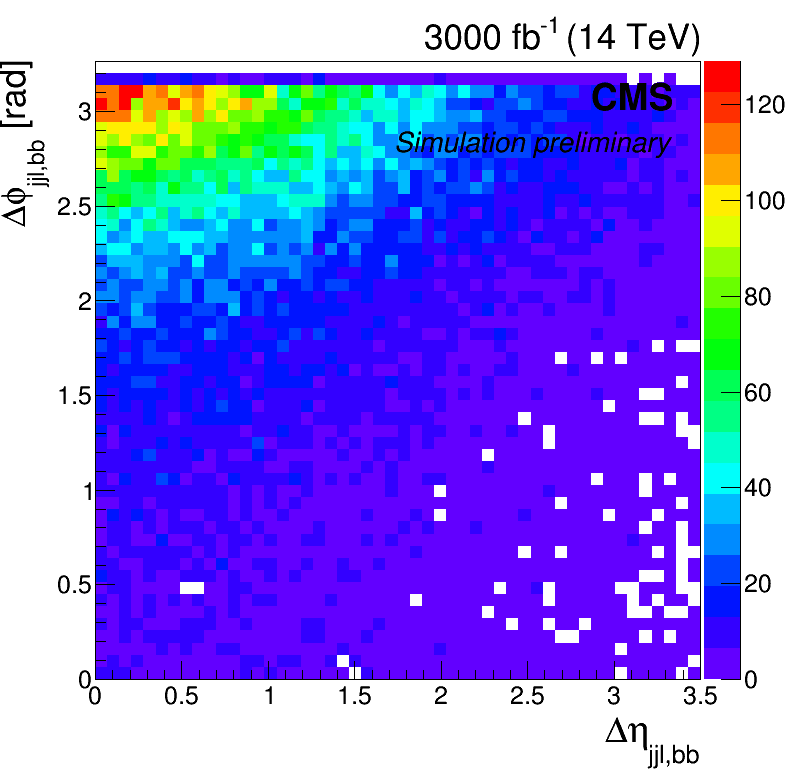 3000 fb⁻¹ (14 TeV)
CMS
Simulation preliminary
Δϕ_jjl,bb [rad]
3
2.5
2
1.5
1
0.5
0
0 0.5 1 1.5 2 2.5 3 3.5
Δη_jjl,bb
120
100
80
60
40
20
0